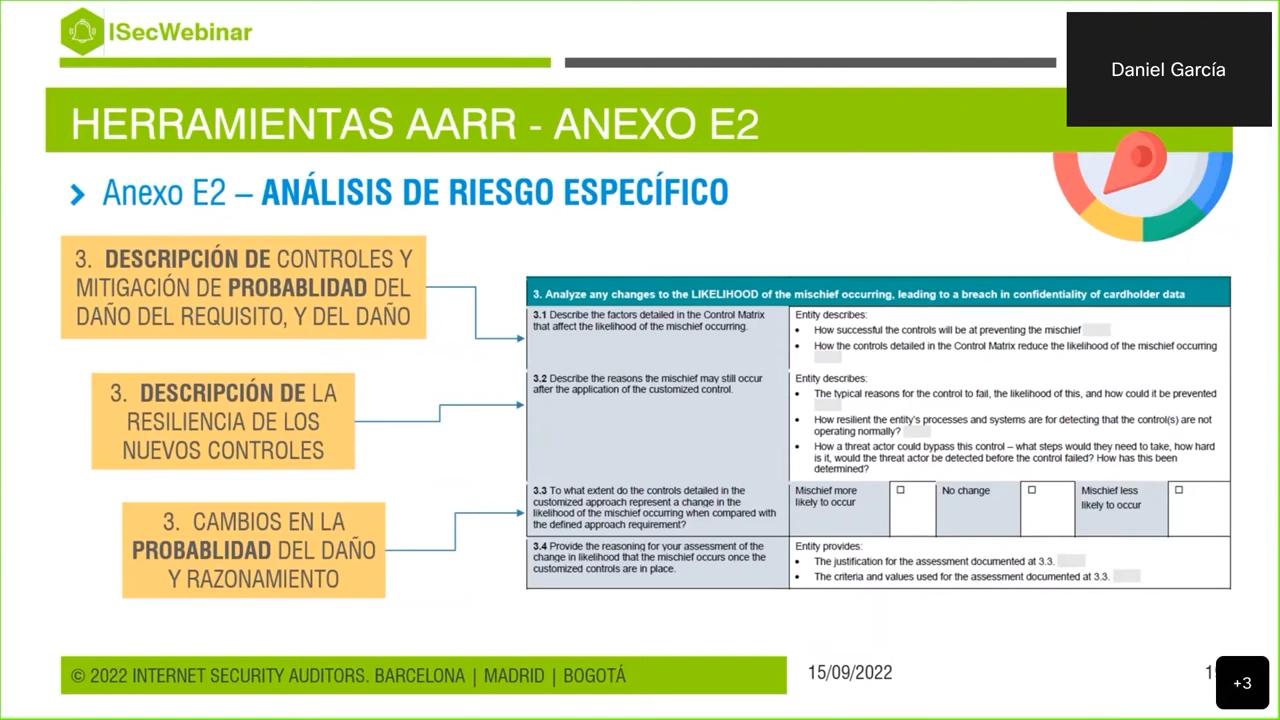 ISecWebinar
Daniel García
HERRAMIENTAS AARR - ANEXO E2
Anexo E2 – ANÁLISIS DE RIESGO ESPECÍFICO
3. DESCRIPCIÓN DE CONTROLES Y
MITIGACIÓN DE PROBABLIDAD DEL
DAÑO DEL REQUISITO, Y DEL DAÑO
3. DESCRIPCIÓN DE LA
RESILIENCIA DE LOS
NUEVOS CONTROLES
3. CAMBIOS EN LA
PROBABLIDAD DEL DAÑO
Y RAZONAMIENTO
3. Analyze any changes to the LIKELIHOOD of the mischief occurring, leading to a breach in confidentiality of cardholder data
3.1 Describe the factors detailed in the Control Matrix
that affect the likelihood of the mischief occurring.
Entity describes:
• How successful the controls will be at preventing the mischief
• How the controls detailed in the Control Matrix reduce the likelihood of the mischief occurring
3.2 Describe the reasons the mischief may still occur
after the application of the customized control.
Entity describes:
• The typical reasons for the control to fail, the likelihood of this, and how could it be prevented
• How resilient the entity's processes and systems are for detecting that the control(s) are not
operating normally?
• How a threat actor could bypass this control – what steps would they need to take, how hard
is it, would the threat actor be detected before the control failed? How has this been
determined?
3.3 To what extent do the controls detailed in the
customized approach represent a change in the
likelihood of the mischief occurring when compared with
the defined approach requirement?
Mischief more
likely to occur
No change
Mischief less
likely to occur
3.4 Provide the reasoning for your assessment of the
change in likelihood that the mischief occurs once the
customized controls are in place.
Entity provides:
• The justification for the assessment documented at 3.3.
• The criteria and values used for the assessment documented at 3.3.
© 2022 INTERNET SECURITY AUDITORS. BARCELONA | MADRID | BOGOTÁ
15/09/2022
+3